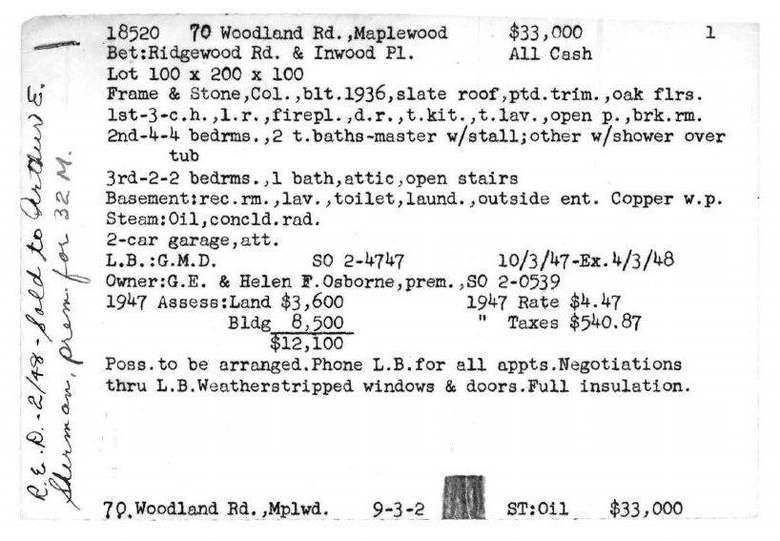 18520 70 Woodland Rd.,Maplewood $33,000 1
Bet:Ridgewood Rd. & Inwood Pl. All Cash
Lot 100 x 200 x 100
Frame & Stone,Col.,blt.1936,slate roof,ptd.trim.,oak flrs.
1st-3-c.h.,l.r.,firepl.,d.r.,t.kit.,t.lav.,open p.,brk.rm.
2nd-4-4 bedrms.,2 t.baths-master w/stall;other w/shower over
tub
3rd-2-2 bedrms.,1 bath,attic,open stairs
Basement:rec.rm.,lav.,toilet,laund.,outside ent. Copper w.p.
Steam:Oil,concld.rad.
2-car garage,att.
L.B.:G.M.D. SO 2-4747 10/3/47-Ex.4/3/48
Owner:G.E. & Helen F.Osborne,prem.,SO 2-0539
1947 Assess:Land $3,600 1947 Rate $4.47
Bldg 8,500 " Taxes $540.87
$12,100
Poss.to be arranged.Phone L.B.for all appts.Negotiations
thru L.B.Weatherstripped windows & doors.Full insulation.
70.Woodland Rd.,Mplwd. 9-3-2 ST:Oil $33,000
R.E.D.-2/48-Sold to Arthur E.
Sherman, prem. for 32 M.